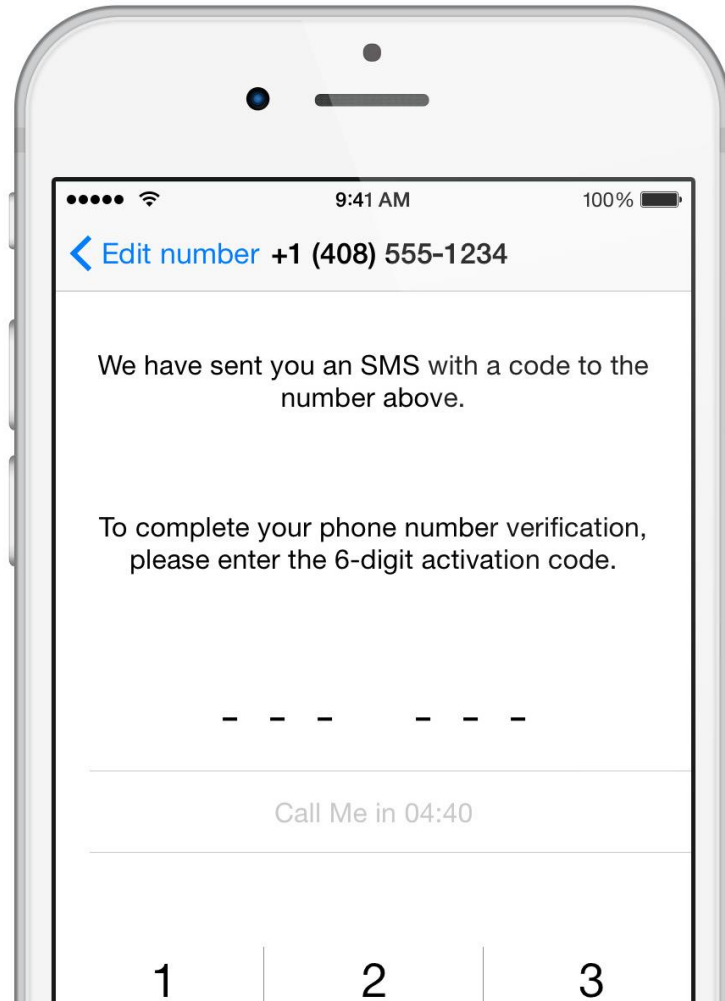 9:41 AM 100%
Edit number +1 (408) 555-1234
We have sent you an SMS with a code to the
number above.
To complete your phone number verification,
please enter the 6-digit activation code.
- - - - - -
Call Me in 04:40
1 2 3